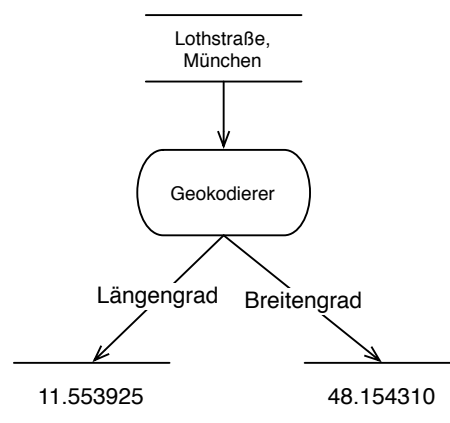 Lothstraße,
München
Geokodierer
Längengrad
Breitengrad
11.553925
48.154310